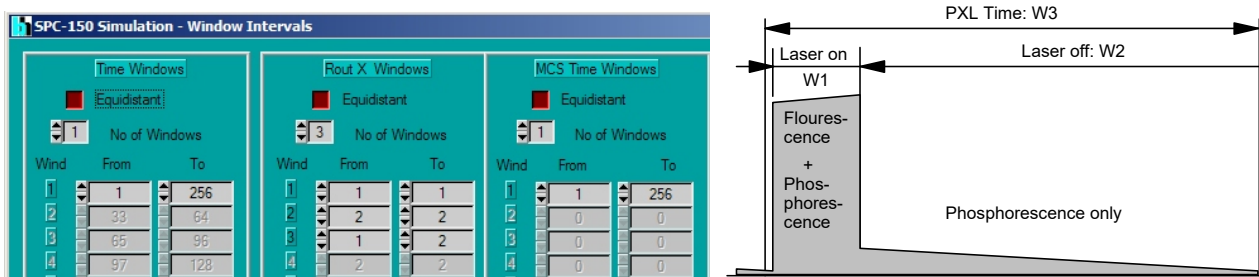 SPC-150 Simulation - Window Intervals
Time Windows
Equidistant
1 No of Windows
Wind From To
1 1 256
2 33 64
3 65 96
4 97 128
Rout X Windows
Equidistant
3 No of Windows
Wind From To
1 1 1
2 2 2
3 1 2
4 2 2
MCS Time Windows
Equidistant
1 No of Windows
Wind From To
1 1 256
2 0 0
3 0 0
4 0 0
PXL Time: W3
Laser on
W1
Laser off: W2
Floures-
cence
+
Phos-
phores-
cence
Phosphorescence only